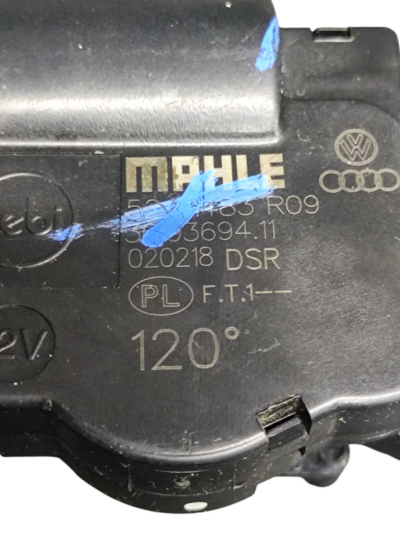 MAHLE
R09
3694.11
020218 DSR
PL F.T.1--
2V
120°